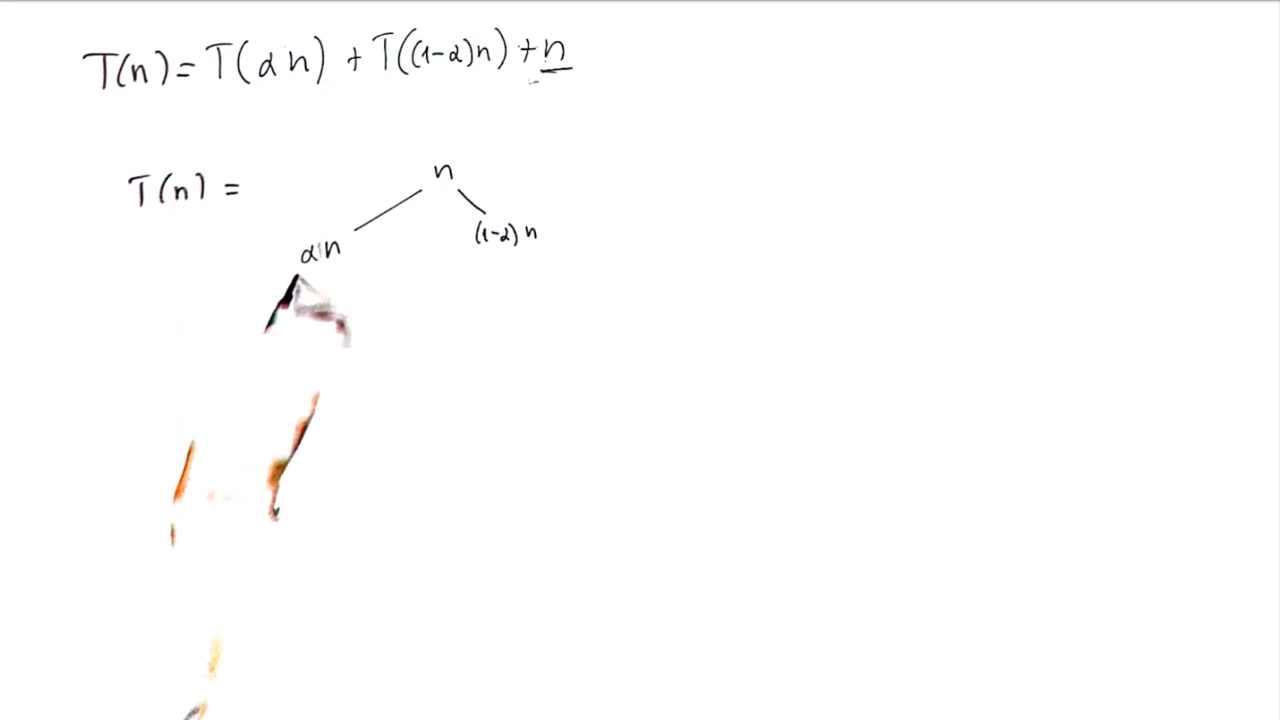 T(n) = T(αn) + T((1-α)n) + n
T(n) =
n
αn
(1-α) n